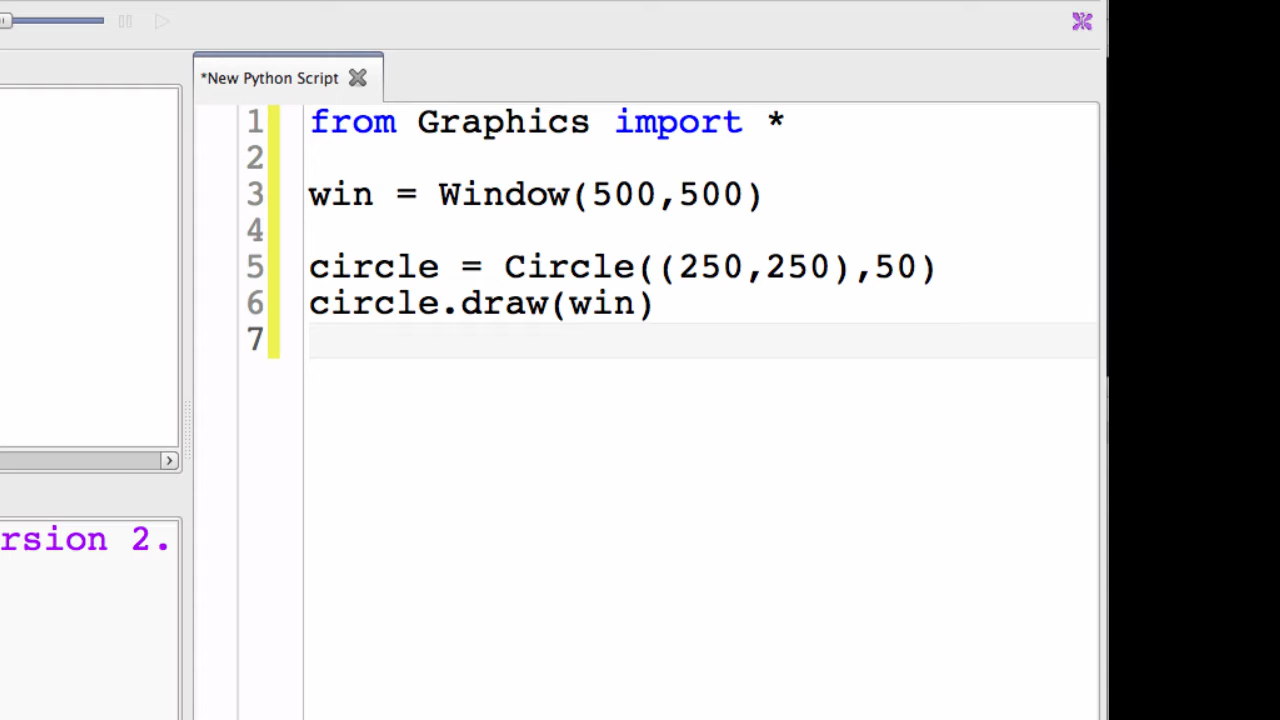 *New Python Script
1 from Graphics import *
2
3 win = Window(500,500)
4
5 circle = Circle((250,250),50)
6 circle.draw(win)
7
rsion 2.